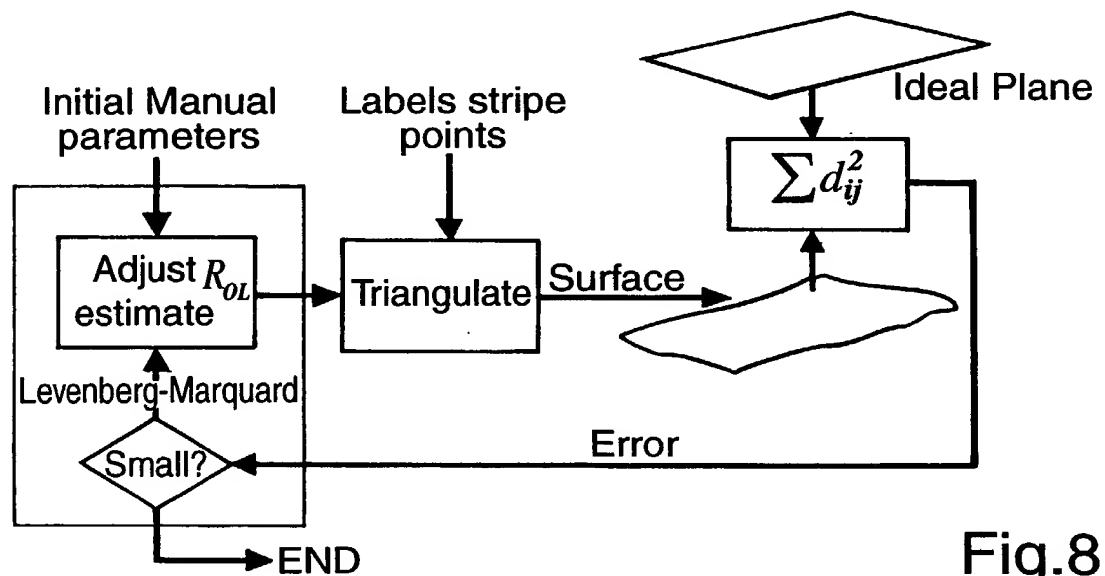 Initial Manual
parameters
Labels stripe
points
Ideal Plane
∑ d²ᵢⱼ
Adjust R_OL
estimate
Triangulate
Surface
Levenberg-Marquard
Small?
Error
END
Fig.8